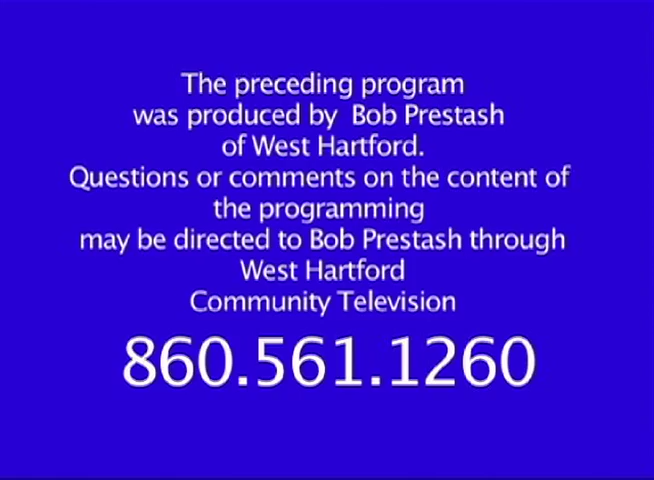 The preceding program
was produced by  Bob Prestash
of West Hartford.
Questions or comments on the content of
the programming
may be directed to Bob Prestash through
West Hartford
Community Television
860.561.1260